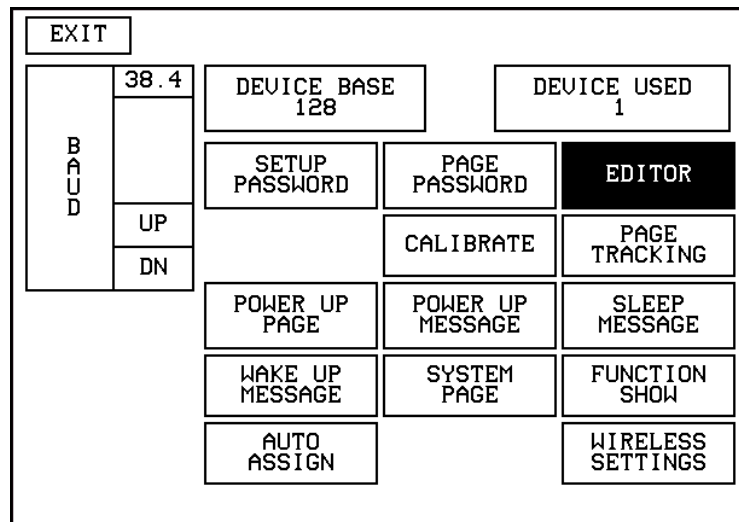 EXIT
38.4
BAUD
UP
DN
DEVICE BASE
128
DEVICE USED
1
SETUP
PASSWORD
PAGE
PASSWORD
EDITOR
CALIBRATE
PAGE
TRACKING
POWER UP
PAGE
POWER UP
MESSAGE
SLEEP
MESSAGE
WAKE UP
MESSAGE
SYSTEM
PAGE
FUNCTION
SHOW
AUTO
ASSIGN
WIRELESS
SETTINGS